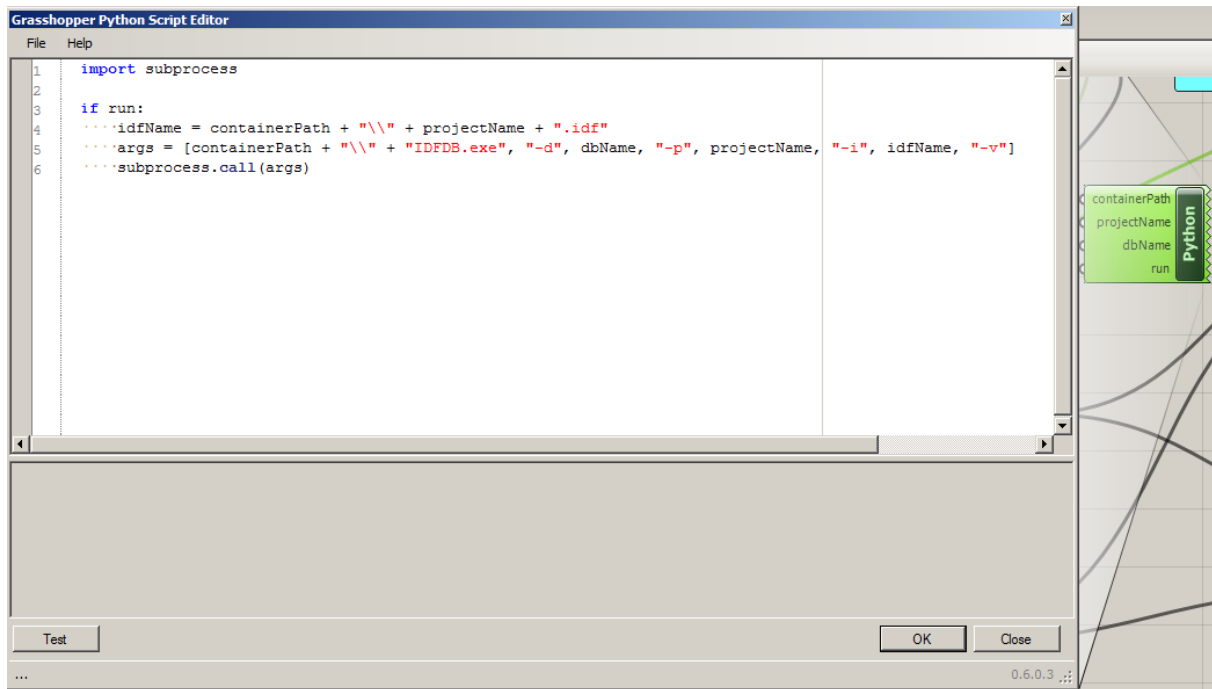 Grasshopper Python Script Editor
File Help
1 import subprocess
2
3 if run:
4 ····idfName = containerPath + "\\" + projectName + ".idf"
5 ····args = [containerPath + "\\" + "IDFDB.exe", "-d", dbName, "-p", projectName, "-i", idfName, "-v"]
6 ····subprocess.call(args)
containerPath
projectName
dbName
run
Python
Test OK Close
... 0.6.0.3